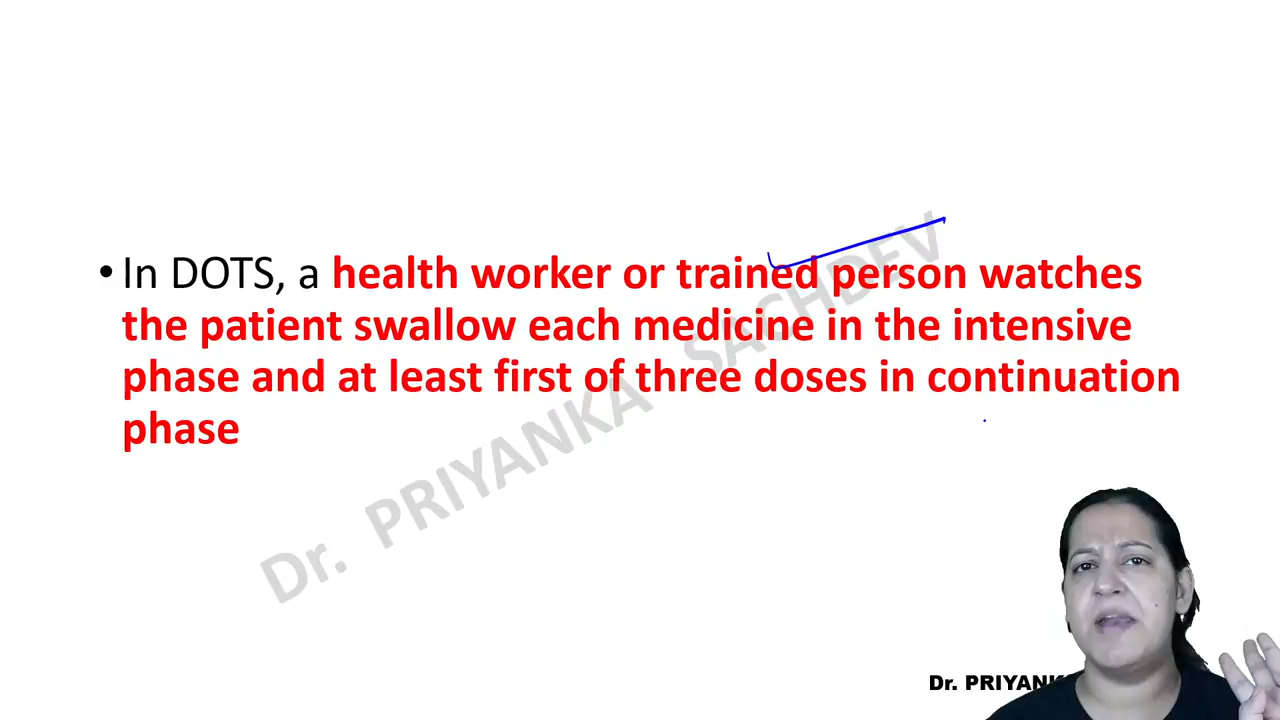 • In DOTS, a health worker or trained person watches
the patient swallow each medicine in the intensive
phase and at least first of three doses in continuation
phase
Dr. PRIYANKA SACHDEV
Dr. PRIYANK